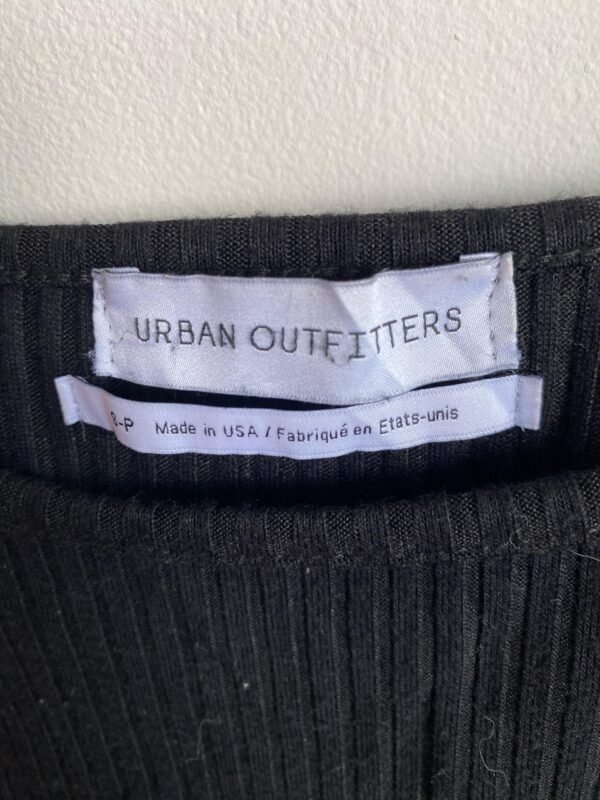 URBAN OUTFITTERS
S-P Made in USA / Fabriqué en Etats-unis